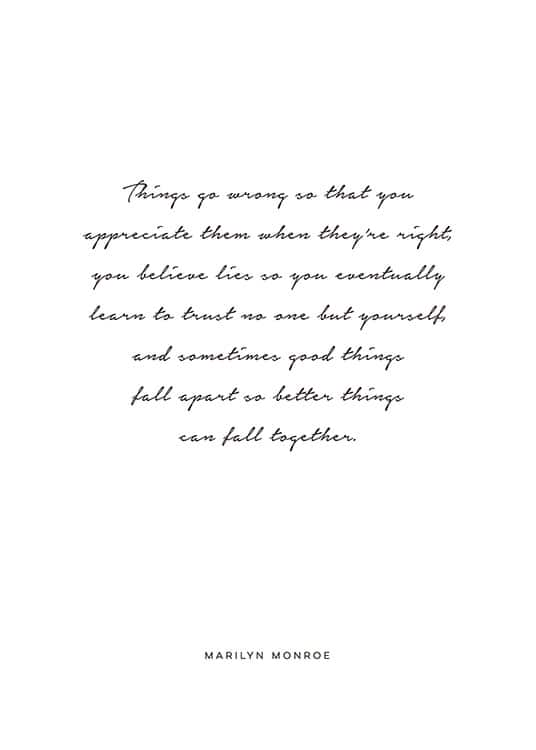 Things go wrong so that you
appreciate them when they're right,
you believe lies so you eventually
learn to trust no one but yourself,
and sometimes good things
fall apart so better things
can fall together.
MARILYN MONROE